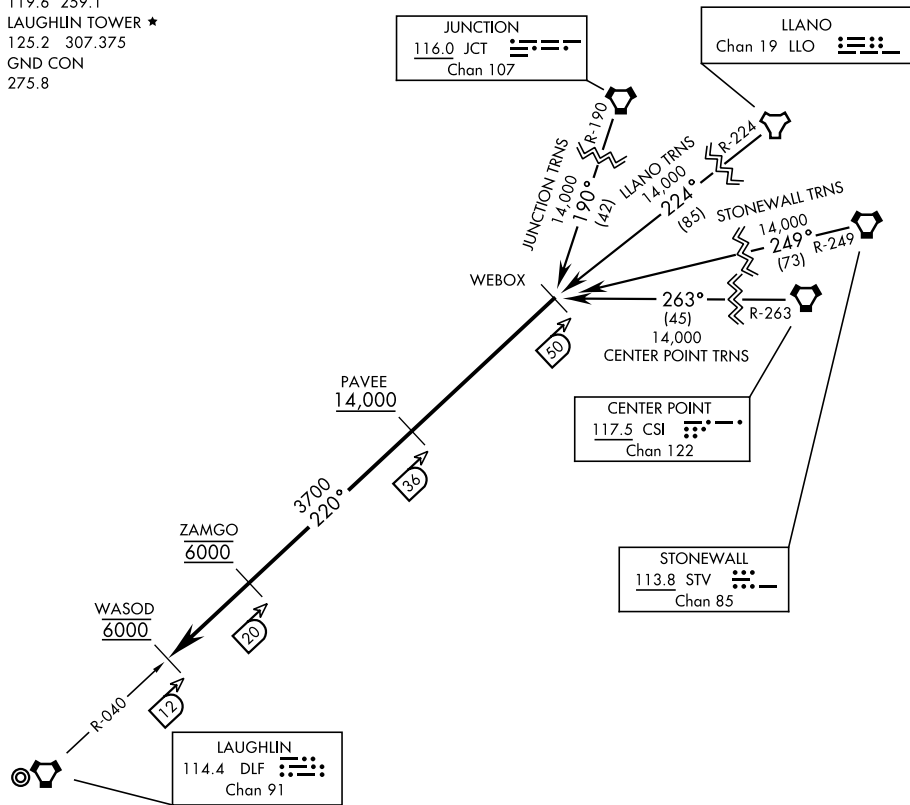 119.6 259.1
LAUGHLIN TOWER ★
125.2 307.375
GND CON
275.8
JUNCTION
116.0 JCT
Chan 107
LLANO
Chan 19 LLO
R-190
R-224
JUNCTION TRNS
14,000
190°
(42)
LLANO TRNS
14,000
224°
(85)
STONEWALL TRNS
14,000
249°
(73)
R-249
WEBOX
263°
(45)
14,000
R-263
CENTER POINT TRNS
50
PAVEE
14,000
CENTER POINT
117.5 CSI
Chan 122
36
3700
220°
ZAMGO
6000
STONEWALL
113.8 STV
Chan 85
20
WASOD
6000
12
R-040
LAUGHLIN
114.4 DLF
Chan 91